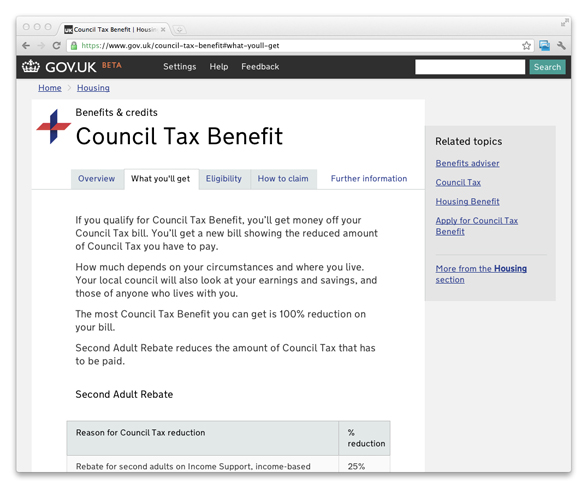 Council Tax Benefit | Housing
https://www.gov.uk/council-tax-benefit#what-youll-get
GOV.UK BETA Settings Help Feedback Search
Home Housing
Benefits & credits
Council Tax Benefit
Overview What you'll get Eligibility How to claim Further information
If you qualify for Council Tax Benefit, you'll get money off your
Council Tax bill. You'll get a new bill showing the reduced amount
of Council Tax you have to pay.
How much depends on your circumstances and where you live.
Your local council will also look at your earnings and savings, and
those of anyone who lives with you.
The most Council Tax Benefit you can get is 100% reduction on
your bill.
Second Adult Rebate reduces the amount of Council Tax that has
to be paid.
Second Adult Rebate
Reason for Council Tax reduction %
reduction
Rebate for second adults on Income Support, income-based 25%
Related topics
Benefits adviser
Council Tax
Housing Benefit
Apply for Council Tax
Benefit
More from the Housing
section